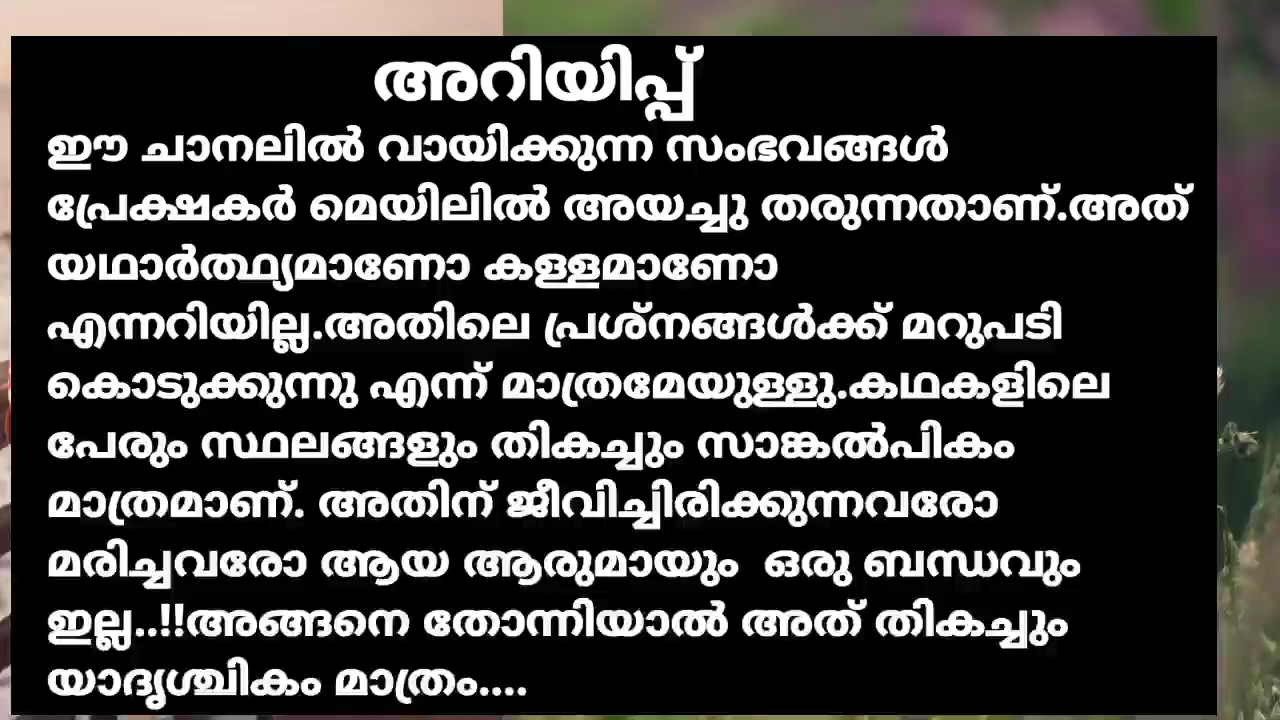 അറിയിപ്പ്
ഈ ചാനലിൽ വായിക്കുന്ന സംഭവങ്ങൾ
പ്രേക്ഷകർ മെയിലിൽ അയച്ചു തരുന്നതാണ്.അത്
യഥാർത്ഥ്യമാണോ കള്ളമാണോ
എന്നറിയില്ല.അതിലെ പ്രശ്നങ്ങൾക്ക് മറുപടി
കൊടുക്കുന്നു എന്ന് മാത്രമേയുള്ളു.കഥകളിലെ
പേരും സ്ഥലങ്ങളും തികച്ചും സാങ്കൽപികം
മാത്രമാണ്. അതിന് ജീവിച്ചിരിക്കുന്നവരോ
മരിച്ചവരോ ആയ ആരുമായും ഒരു ബന്ധവും
ഇല്ല..!!അങ്ങനെ തോന്നിയാൽ അത് തികച്ചും
യാദൃശ്ചികം മാത്രം....